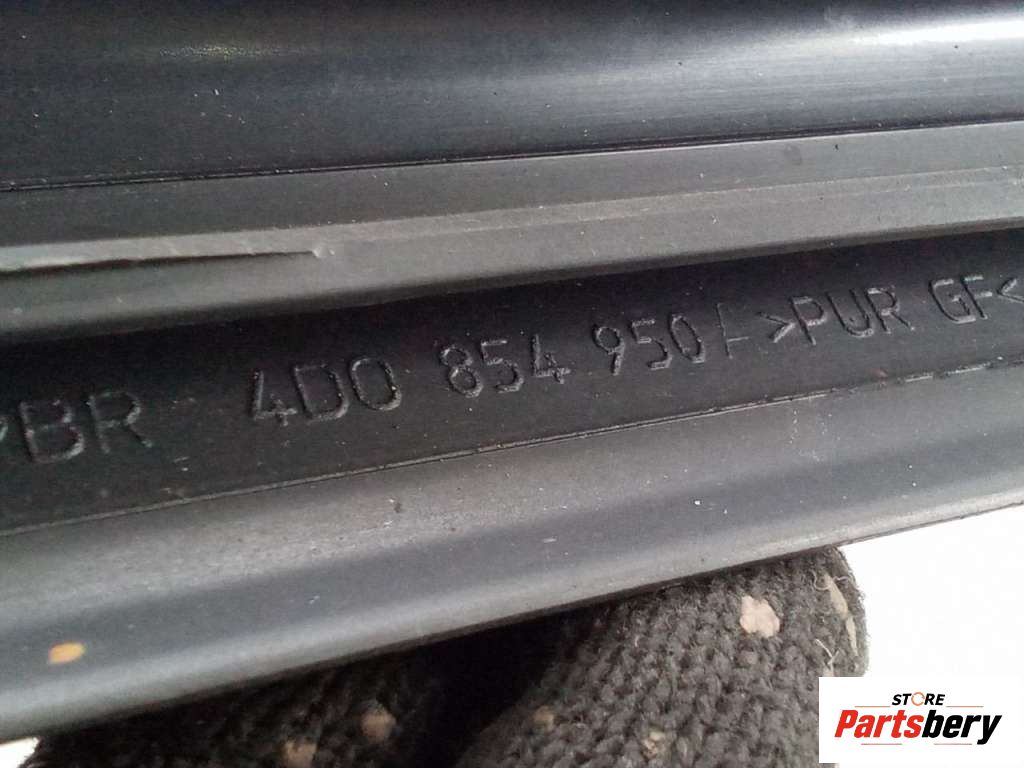 BR 4D0 854 950 / >PUR GF<
STORE
Partsbery